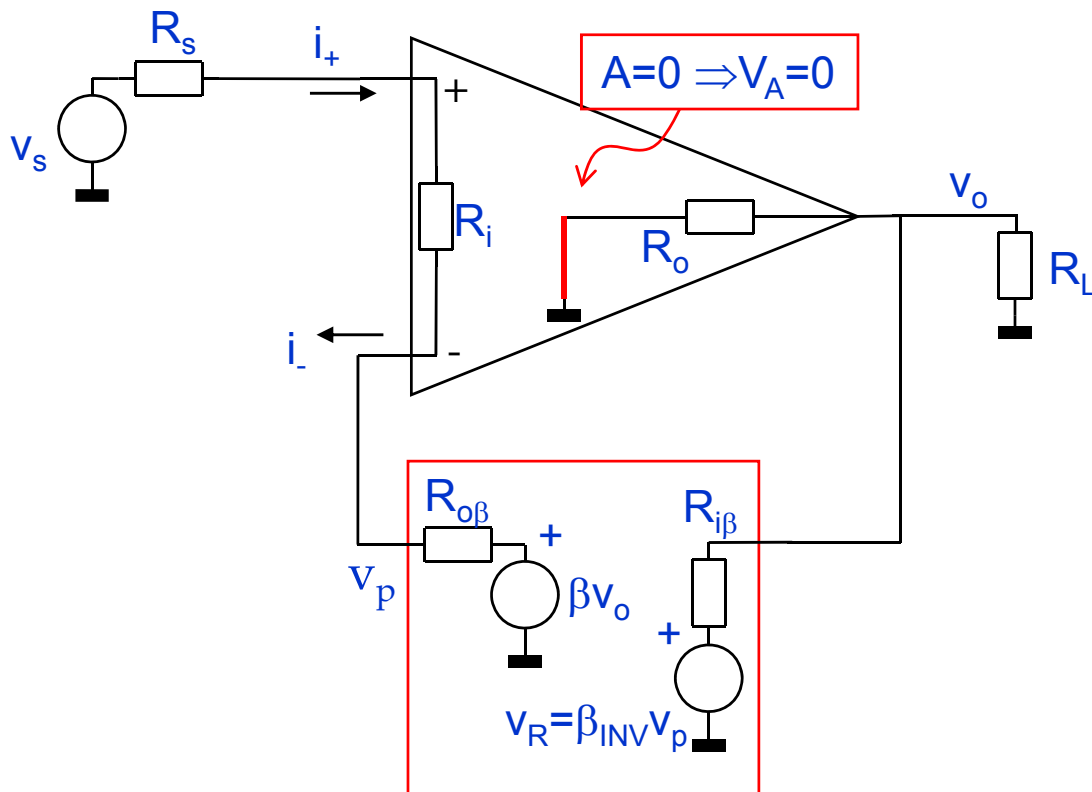 Rs
i+
A=0 ⇒VA=0
+
vs
Ri
vo
Ro
RL
i-
-
Roβ
Riβ
+
vp
βvo
+
vR=βINVvp